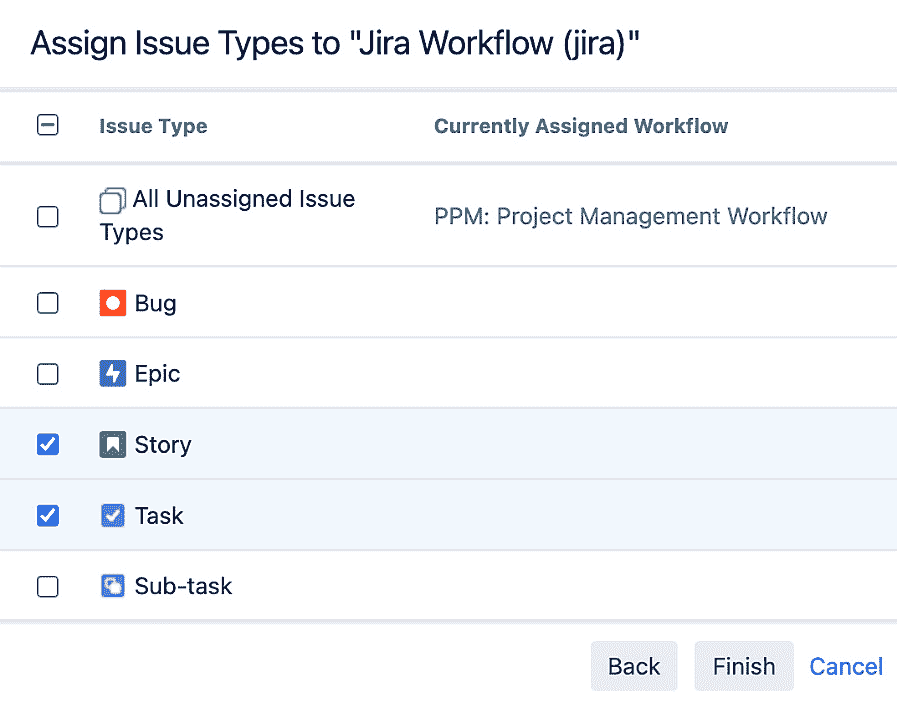 Assign Issue Types to "Jira Workflow (jira)"
Issue Type Currently Assigned Workflow
All Unassigned Issue
Types
PPM: Project Management Workflow
Bug
Epic
Story
Task
Sub-task
Back Finish Cancel